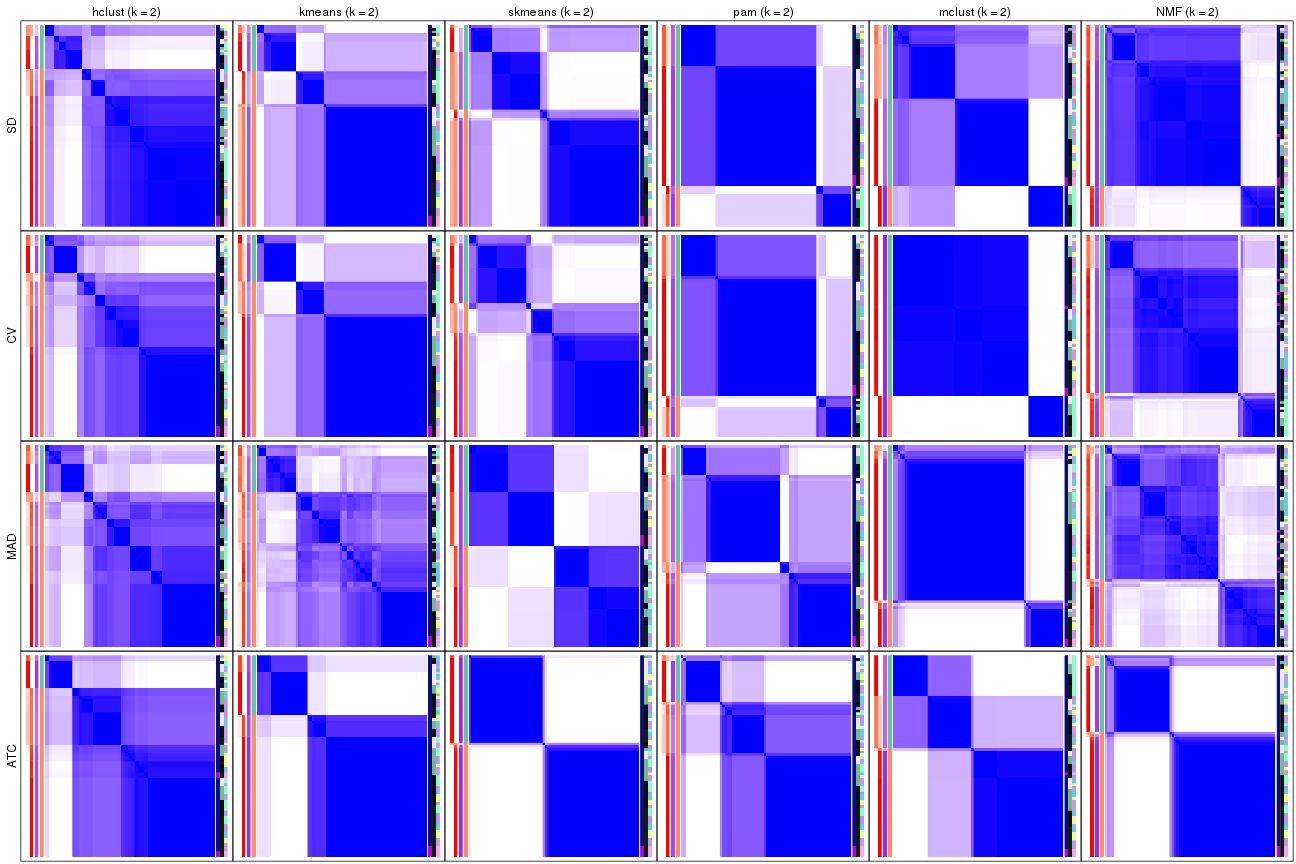 hclust (k = 2) kmeans (k = 2) skmeans (k = 2) pam (k = 2) mclust (k = 2) NMF (k = 2)
SD
CV
MAD
ATC